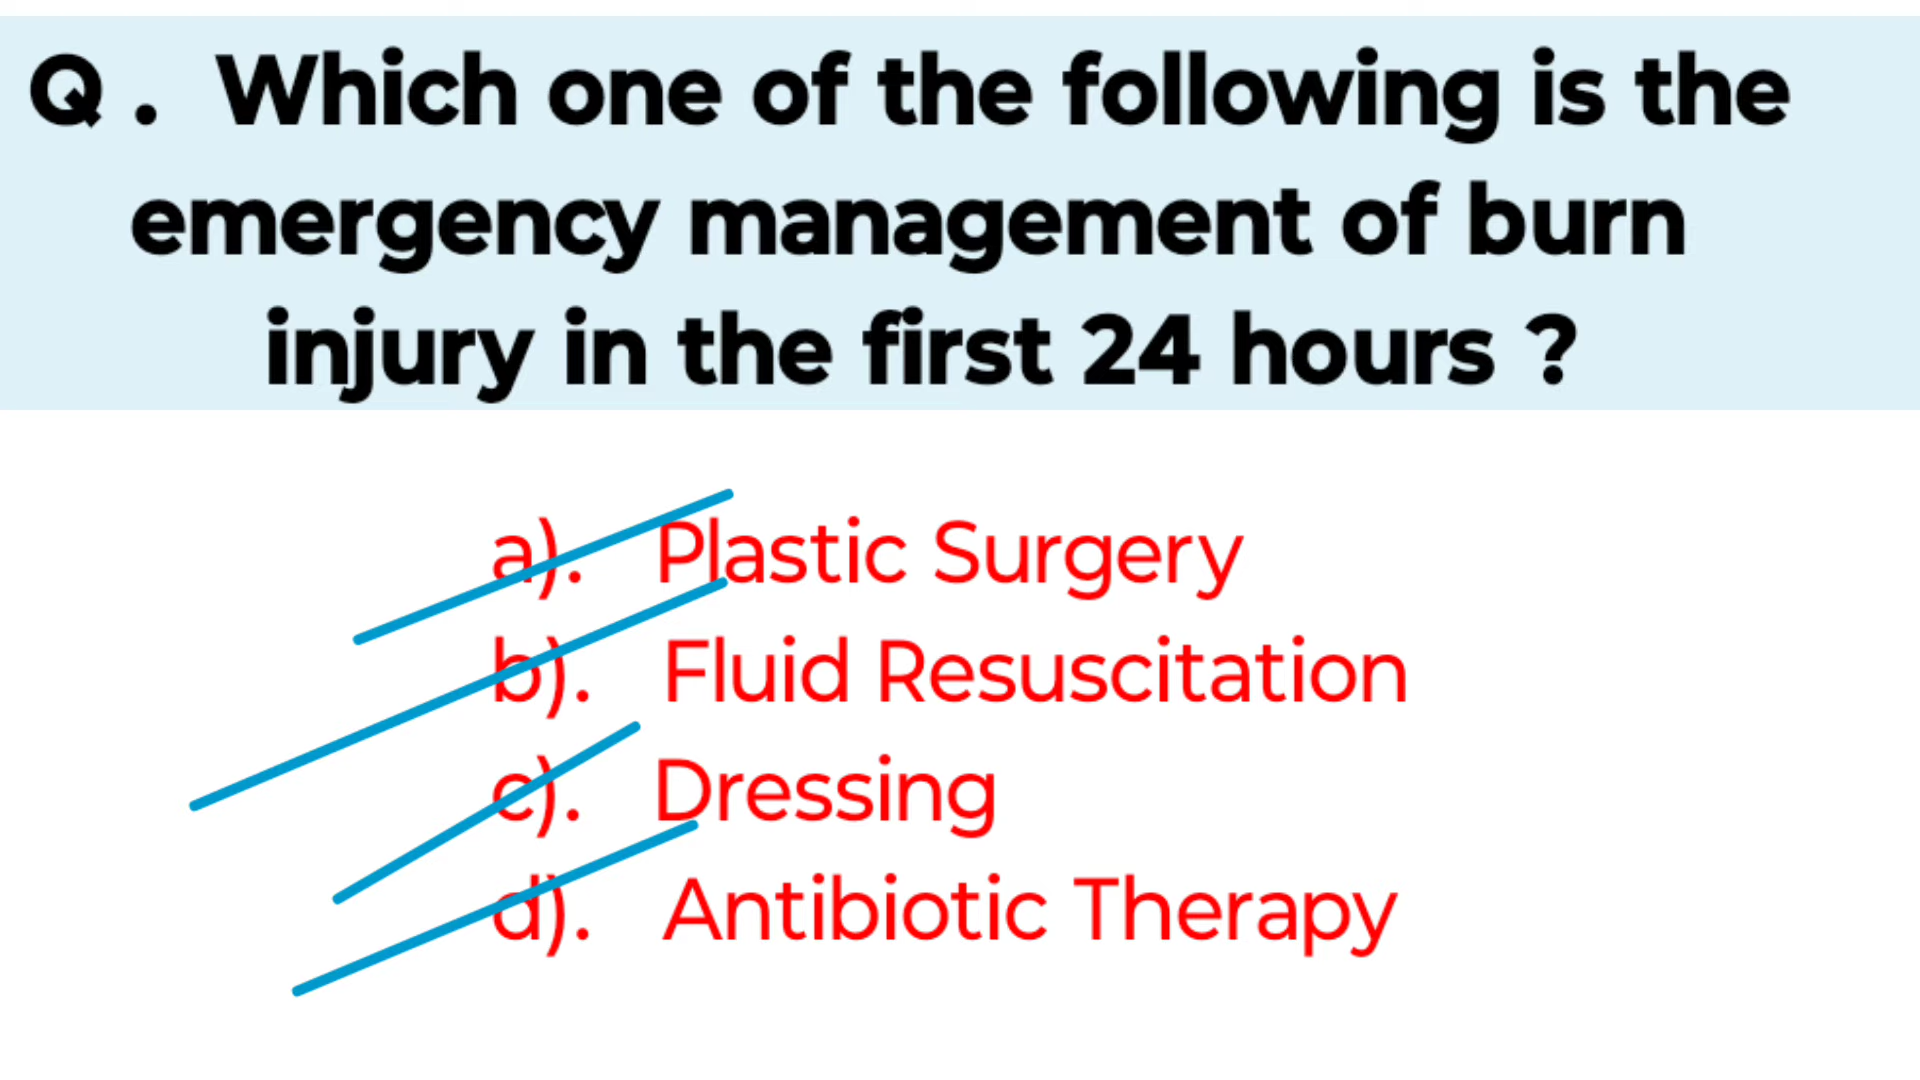 Q . Which one of the following is the
emergency management of burn
injury in the first 24 hours ?
a). Plastic Surgery
b). Fluid Resuscitation
c). Dressing
d). Antibiotic Therapy